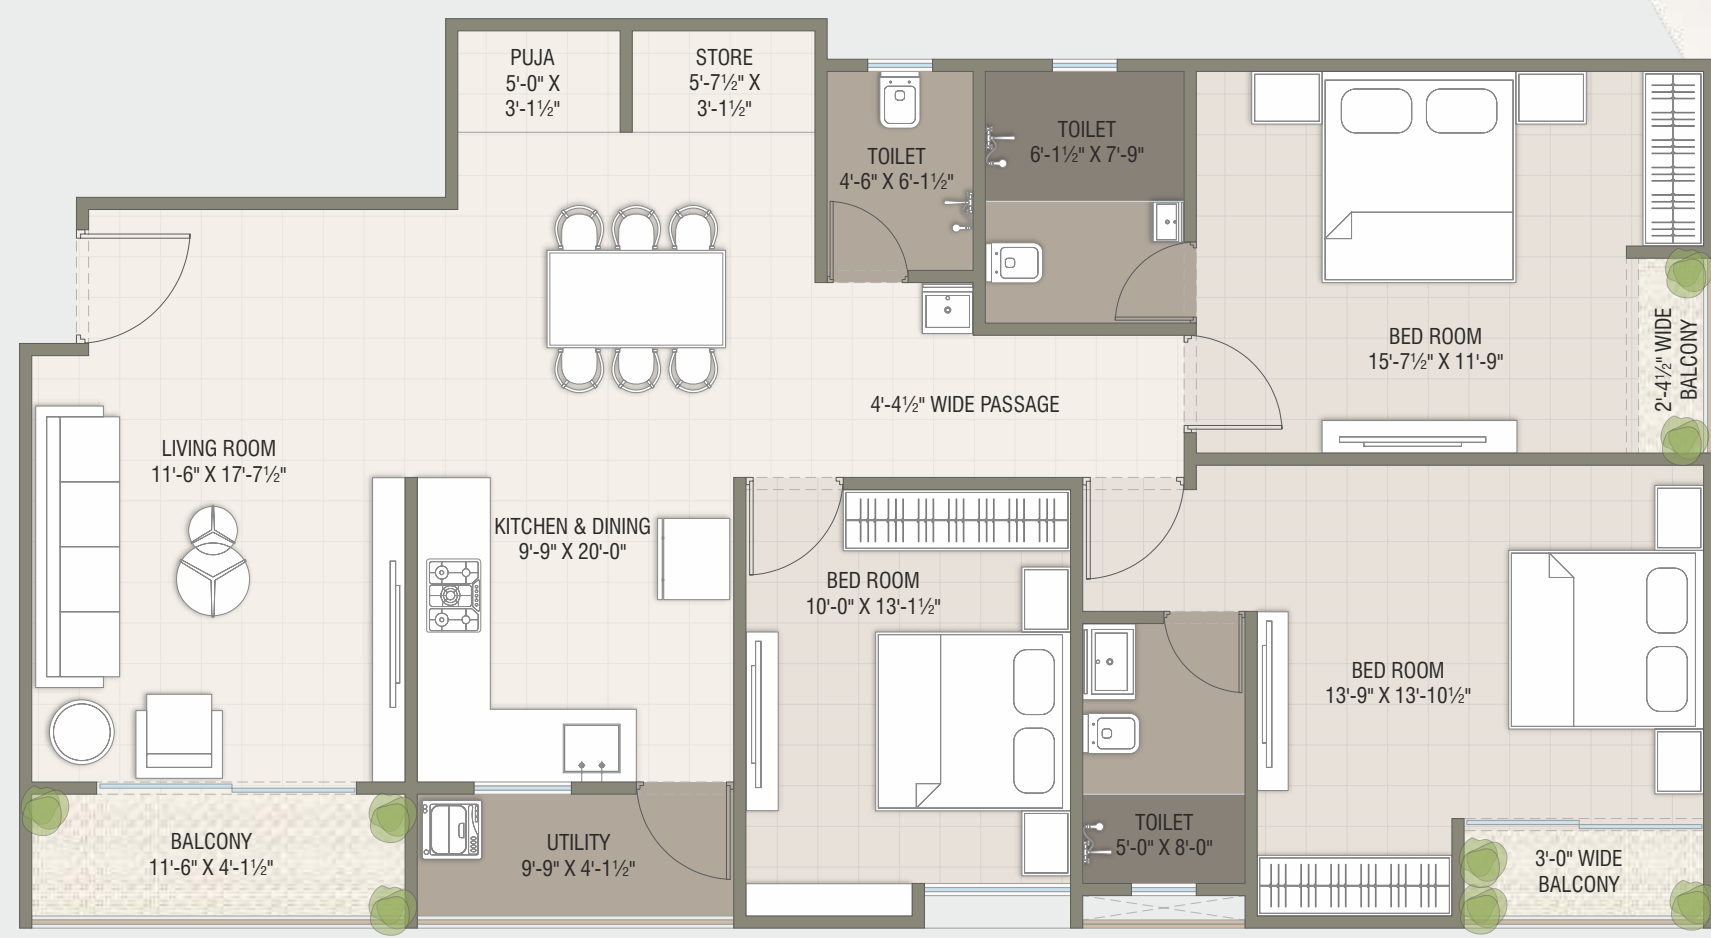 PUJA
5'-0" X
3'-1½"
STORE
5'-7½" X
3'-1½"
TOILET
4'-6" X 6'-1½"
TOILET
6'-1½" X 7'-9"
BED ROOM
15'-7½" X 11'-9"
2'-4½" WIDE
BALCONY
4'-4½" WIDE PASSAGE
LIVING ROOM
11'-6" X 17'-7½"
KITCHEN & DINING
9'-9" X 20'-0"
BED ROOM
10'-0" X 13'-1½"
BED ROOM
13'-9" X 13'-10½"
BALCONY
11'-6" X 4'-1½"
UTILITY
9'-9" X 4'-1½"
TOILET
5'-0" X 8'-0"
3'-0" WIDE
BALCONY